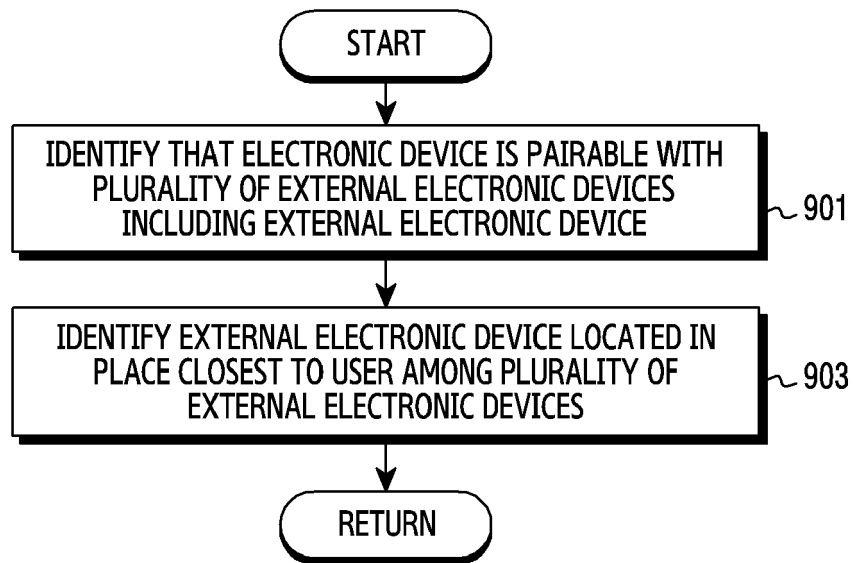 START
IDENTIFY THAT ELECTRONIC DEVICE IS PAIRABLE WITH
PLURALITY OF EXTERNAL ELECTRONIC DEVICES
INCLUDING EXTERNAL ELECTRONIC DEVICE
901
IDENTIFY EXTERNAL ELECTRONIC DEVICE LOCATED IN
PLACE CLOSEST TO USER AMONG PLURALITY OF
EXTERNAL ELECTRONIC DEVICES
903
RETURN